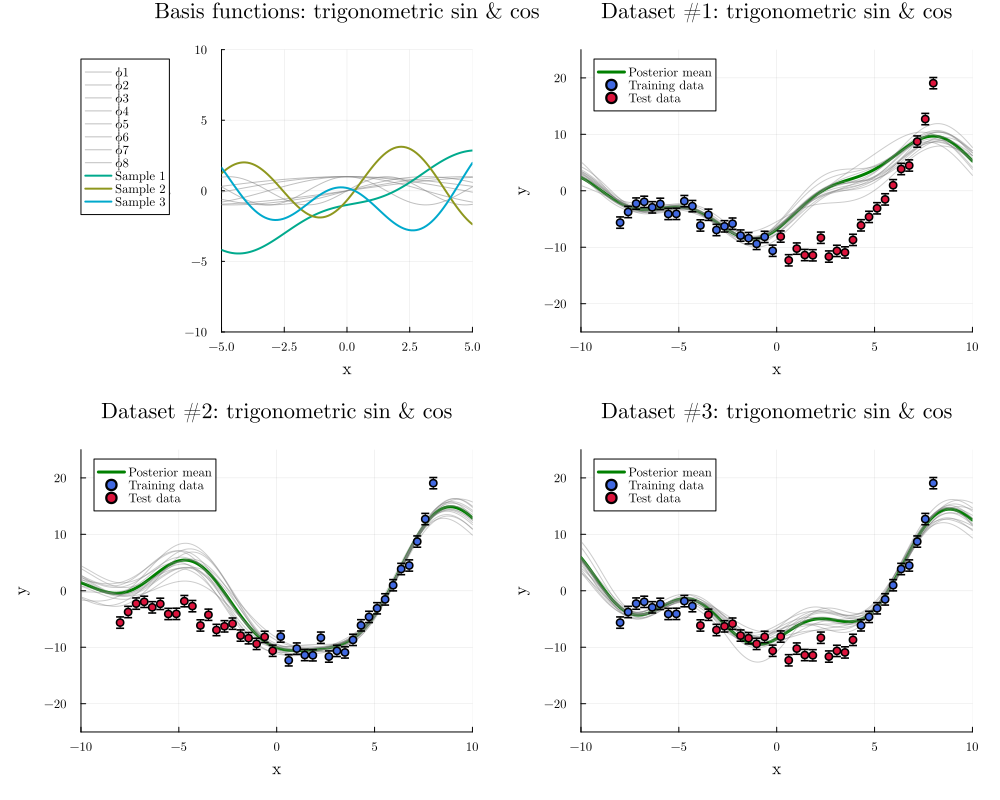 Basis functions: trigonometric sin & cos
ϕ1
ϕ2
ϕ3
ϕ4
ϕ5
ϕ6
ϕ7
ϕ8
Sample 1
Sample 2
Sample 3
10
5
0
−5
−10
−5.0 −2.5 0.0 2.5 5.0
x
Dataset #1: trigonometric sin & cos
Posterior mean
Training data
Test data
y
20
10
0
−10
−20
−10 −5 0 5 10
x
Dataset #2: trigonometric sin & cos
Posterior mean
Training data
Test data
y
20
10
0
−10
−20
−10 −5 0 5 10
x
Dataset #3: trigonometric sin & cos
Posterior mean
Training data
Test data
y
20
10
0
−10
−20
−10 −5 0 5 10
x